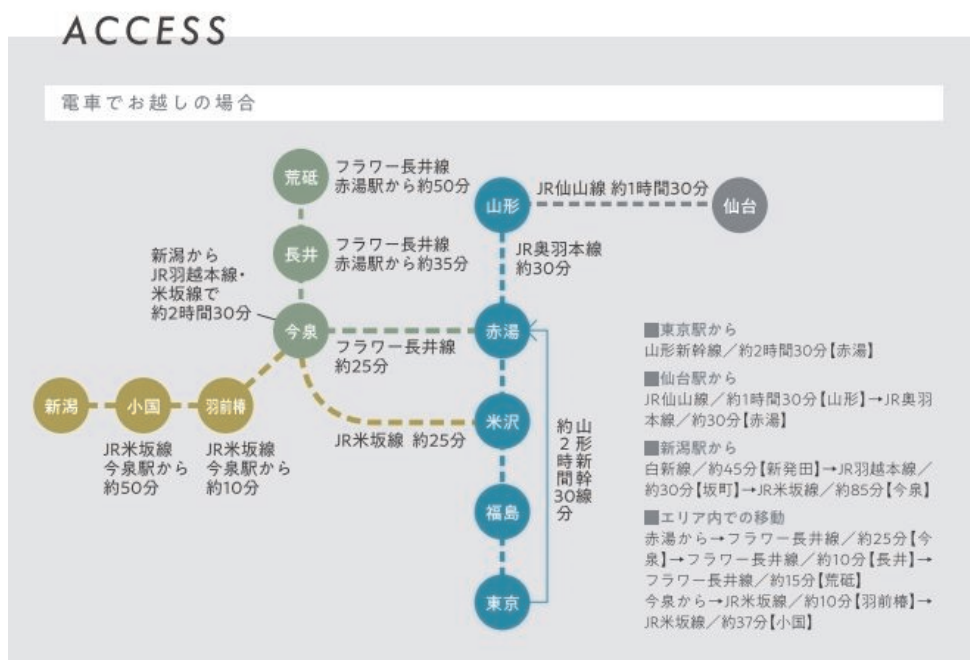 ACCESS
電車でお越しの場合
荒砥
フラワー長井線
赤湯駅から約50分
山形
JR仙山線 約1時間30分
仙台
長井
フラワー長井線
赤湯駅から約35分
JR奥羽本線
約30分
新潟から
JR羽越本線・
米坂線で
約2時間30分
今泉
赤湯
フラワー長井線
約25分
新潟
小国
羽前椿
JR米坂線 約25分
米沢
JR米坂線
今泉駅から
約50分
JR米坂線
今泉駅から
約10分
山形新幹線
約2時間30分
福島
東京
■東京駅から
山形新幹線／約2時間30分【赤湯】
■仙台駅から
JR仙山線／約1時間30分【山形】→JR奥羽
本線／約30分【赤湯】
■新潟駅から
白新線／約45分【新発田】→JR羽越本線／
約30分【坂町】→JR米坂線／約85分【今泉】
■エリア内での移動
赤湯から→フラワー長井線／約25分【今
泉】→フラワー長井線／約10分【長井】→
フラワー長井線／約15分【荒砥】
今泉から→JR米坂線／約10分【羽前椿】→
JR米坂線／約37分【小国】